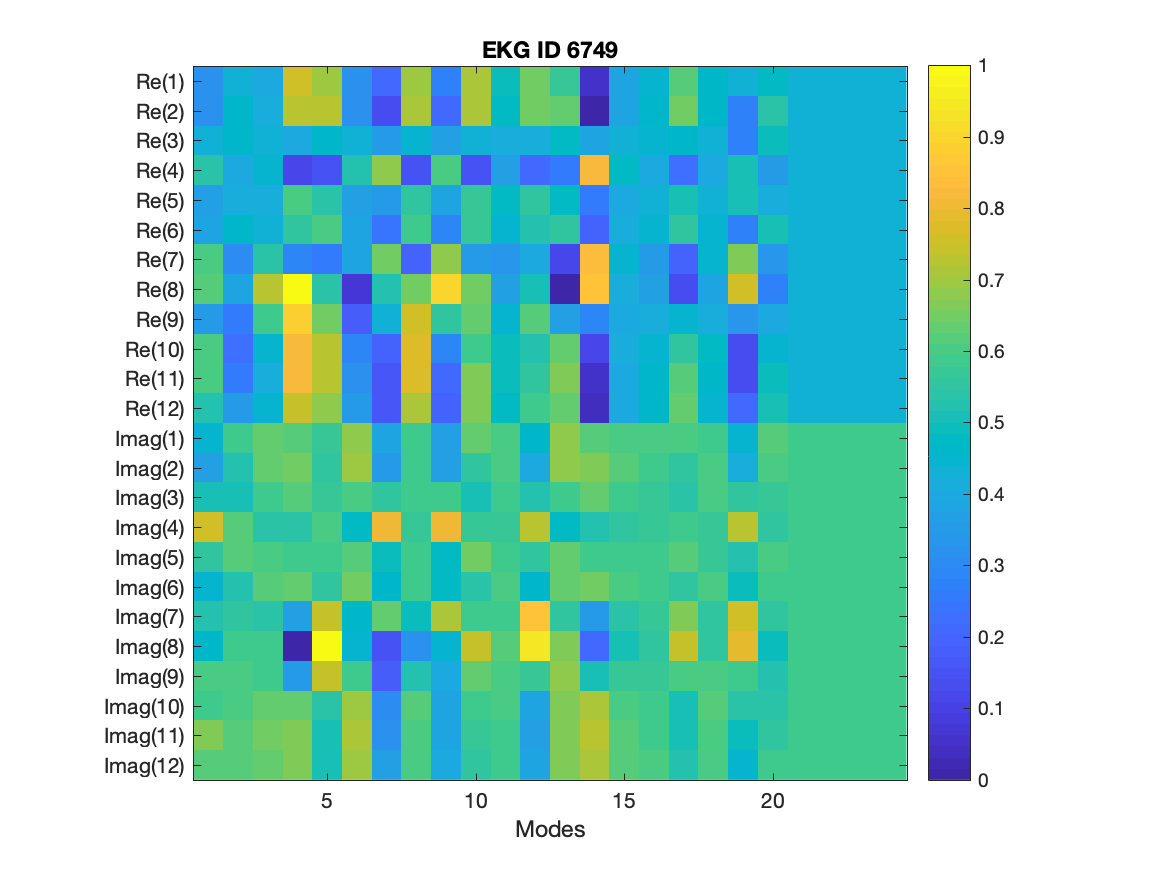 EKG ID 6749
Re(1)
Re(2)
Re(3)
Re(4)
Re(5)
Re(6)
Re(7)
Re(8)
Re(9)
Re(10)
Re(11)
Re(12)
Imag(1)
Imag(2)
Imag(3)
Imag(4)
Imag(5)
Imag(6)
Imag(7)
Imag(8)
Imag(9)
Imag(10)
Imag(11)
Imag(12)
5 10 15 20
Modes
1
0.9
0.8
0.7
0.6
0.5
0.4
0.3
0.2
0.1
0